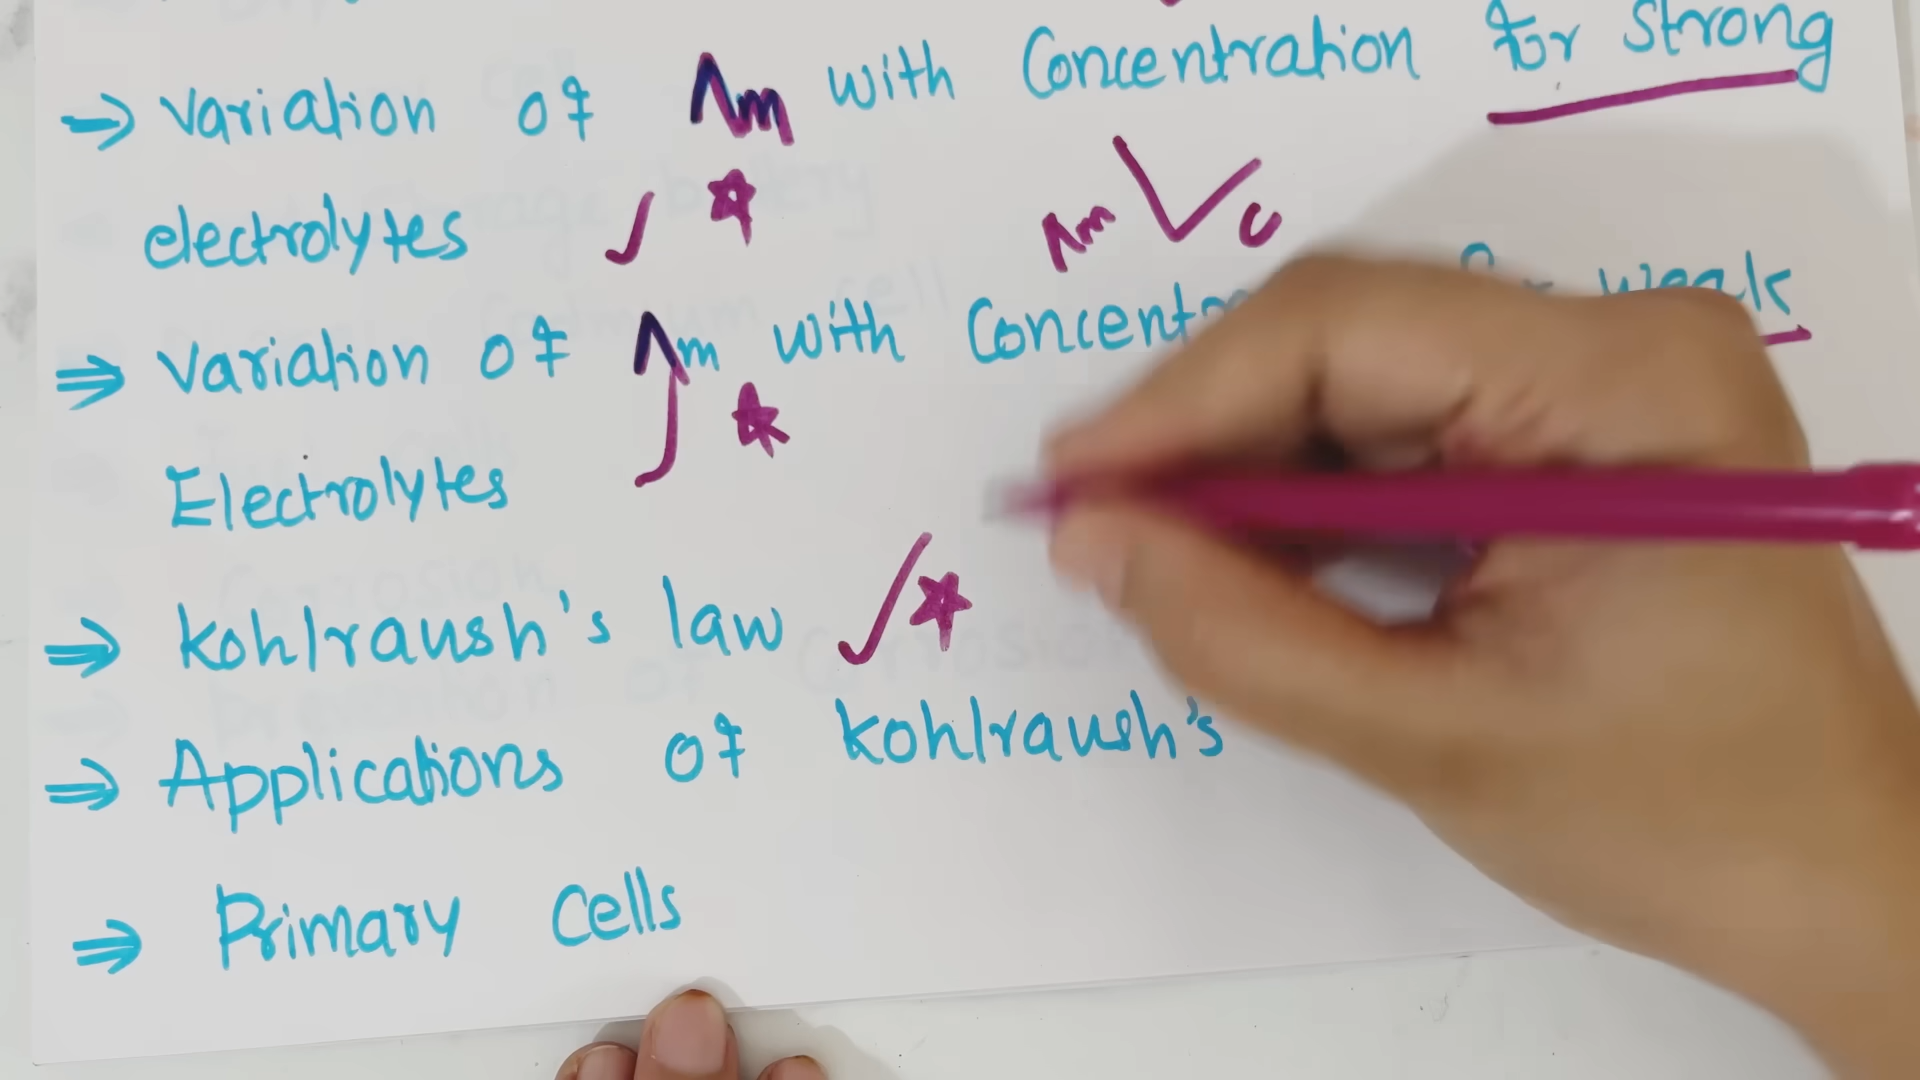 → Variation of Λm with Concentration for strong
electrolytes ✓ ☆
Λm c
⇒ Variation of Λm with weak
Electrolytes ☆
⇒ kohlraush's law ✓ ☆
⇒ Applications of kohlraush's
⇒ Primary Cells